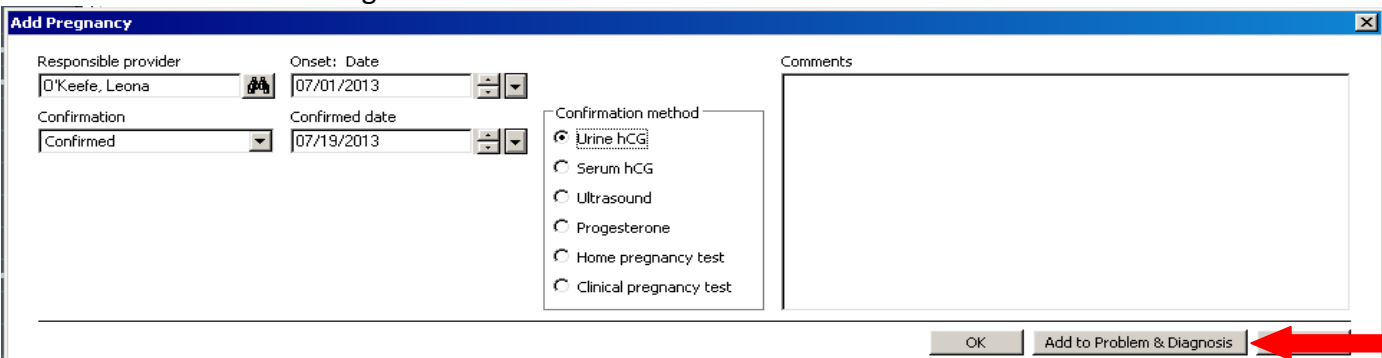 Add Pregnancy
Responsible provider Onset: Date Comments
O'Keefe, Leona 07/01/2013
Confirmation Confirmed date Confirmation method
Confirmed 07/19/2013
Urine hCG
Serum hCG
Ultrasound
Progesterone
Home pregnancy test
Clinical pregnancy test
OK Add to Problem & Diagnosis